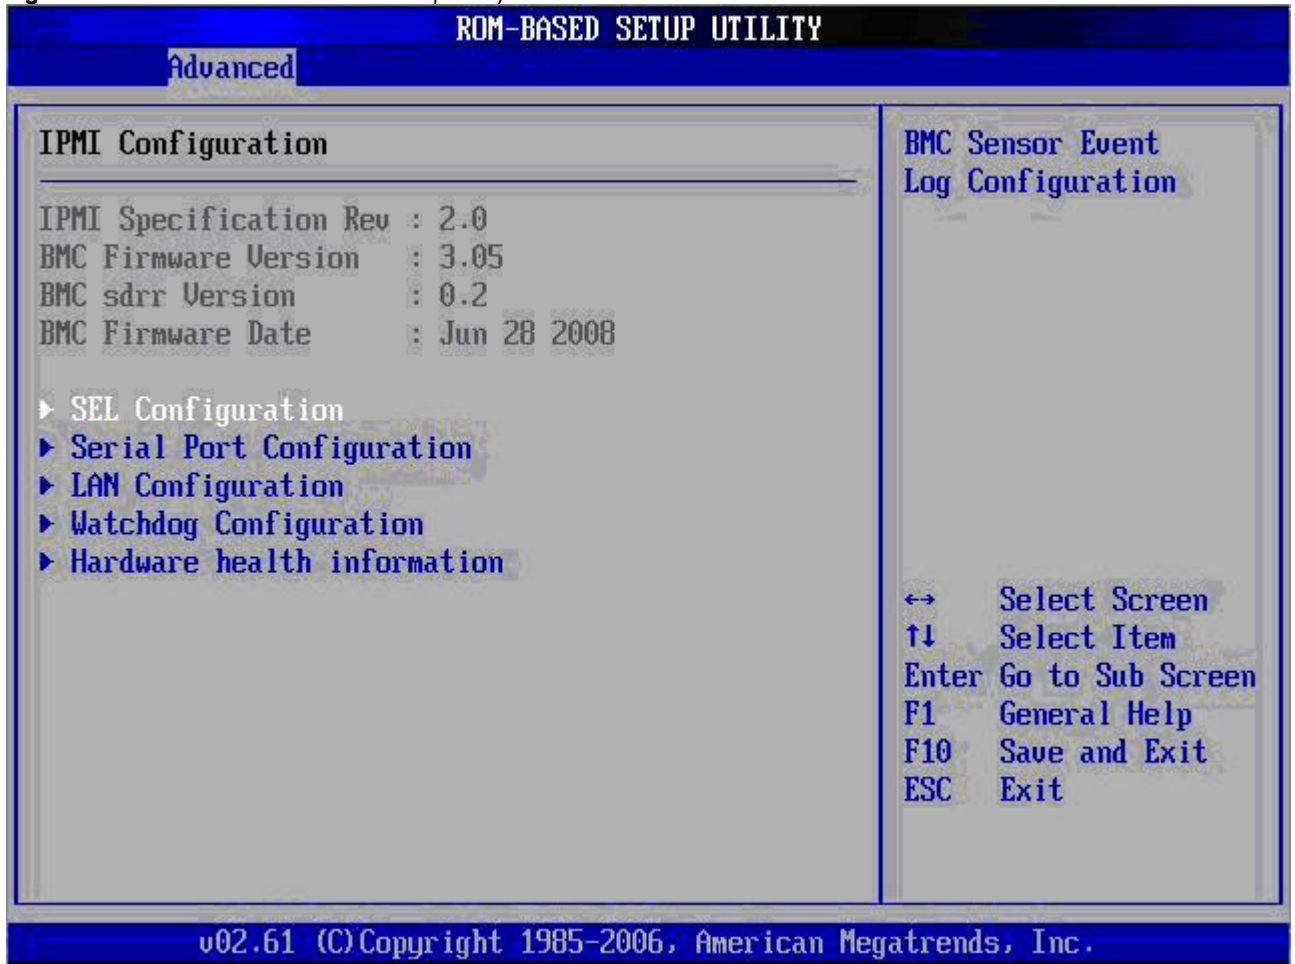 ROM-BASED SETUP UTILITY
Advanced
IPMI Configuration
IPMI Specification Rev : 2.0
BMC Firmware Version : 3.05
BMC sdrr Version : 0.2
BMC Firmware Date : Jun 28 2008
SEL Configuration
Serial Port Configuration
LAN Configuration
Watchdog Configuration
Hardware health information
BMC Sensor Event
Log Configuration
↔ Select Screen
↑↓ Select Item
Enter Go to Sub Screen
F1 General Help
F10 Save and Exit
ESC Exit
v02.61 (C)Copyright 1985-2006, American Megatrends, Inc.